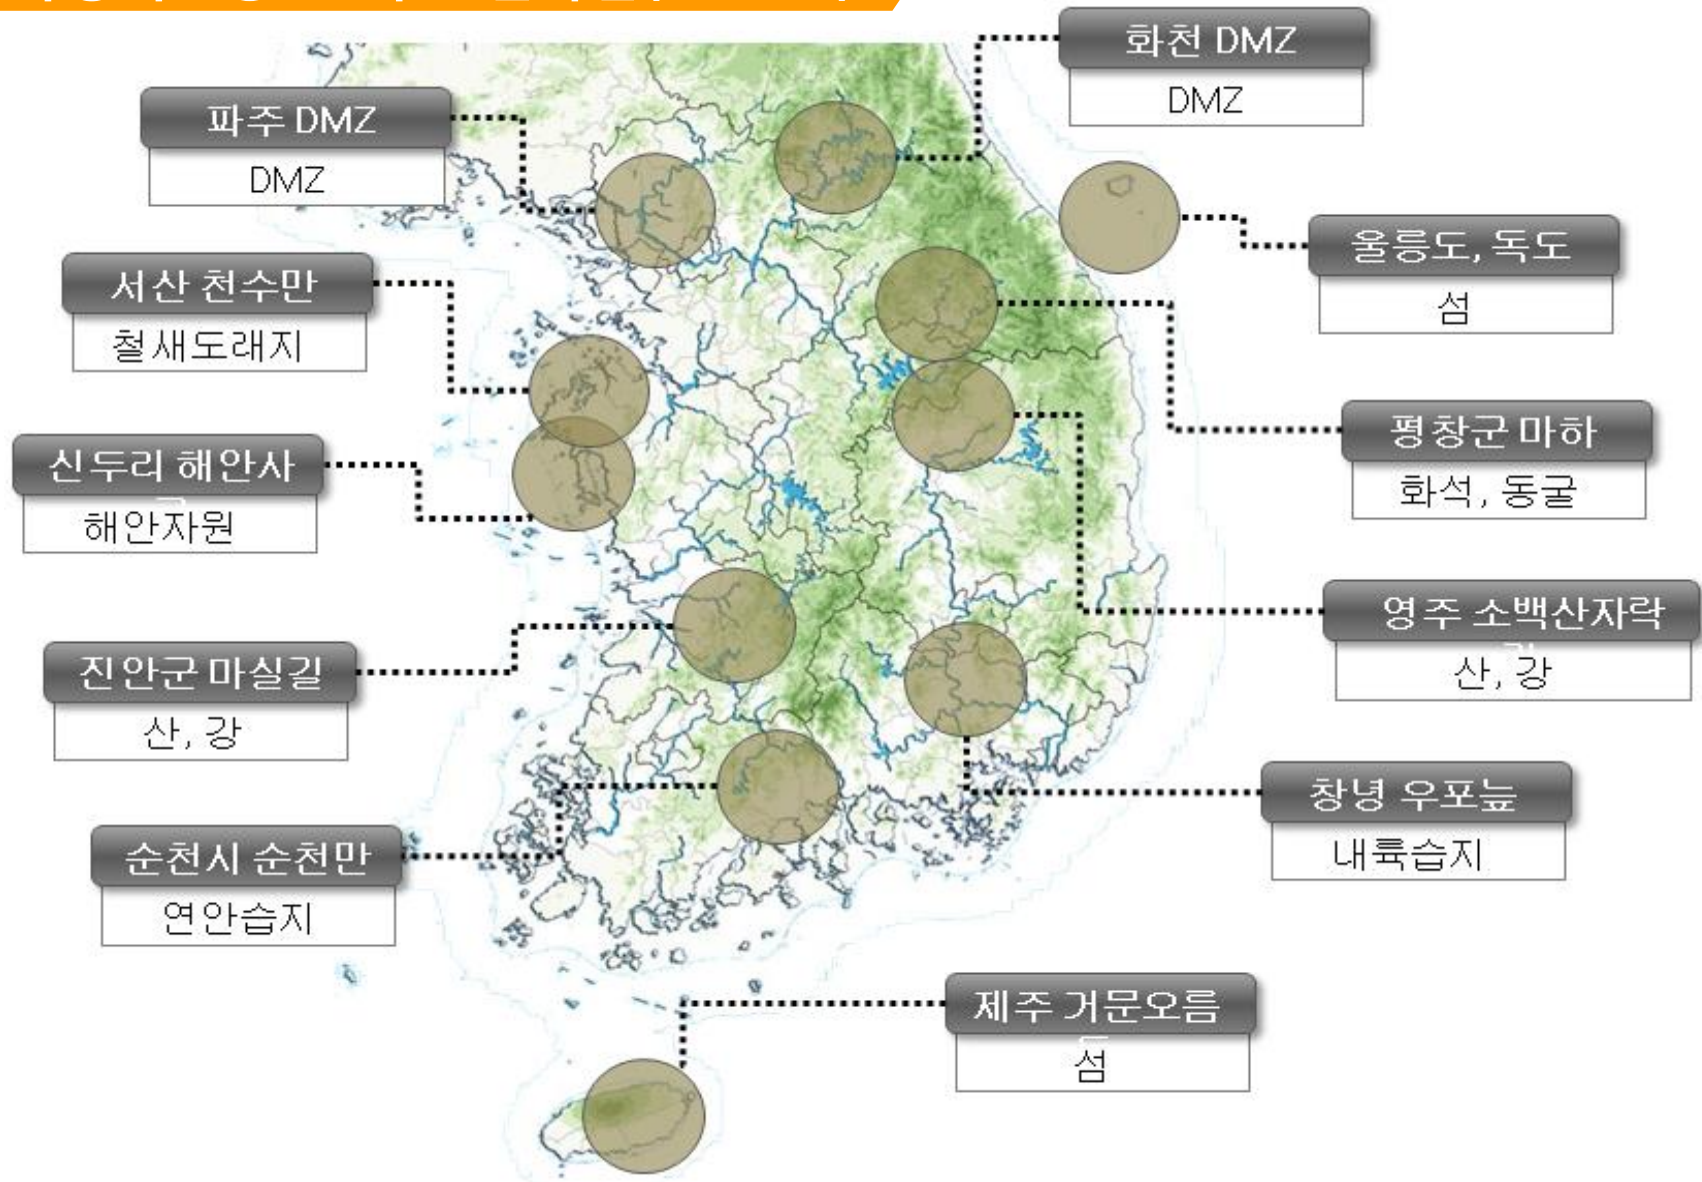 화천 DMZ
DMZ
파주 DMZ
DMZ
울릉도, 독도
섬
서산 천수만
철새도래지
평창군 마하
화석, 동굴
신두리 해안사
해안자원
영주 소백산자락
산, 강
진안군 마실길
산, 강
창녕 우포늪
내륙습지
순천시 순천만
연안습지
제주 거문오름
섬